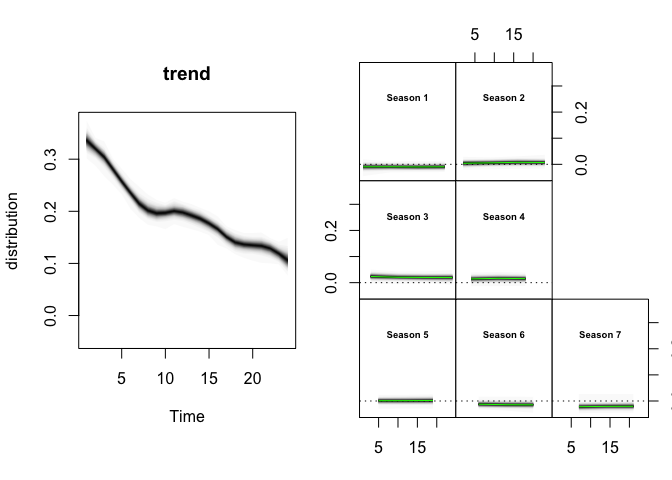 trend
distribution
0.0 0.1 0.2 0.3
5 10 15 20
Time
5 15
Season 1 Season 2
0.0 0.2
Season 3 Season 4
0.0 0.2
Season 5 Season 6 Season 7
5 15 5 15